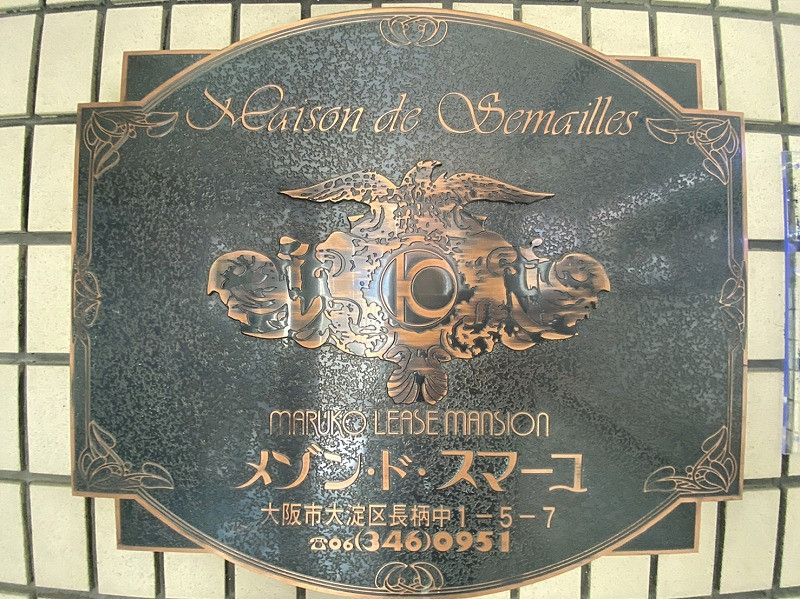 Maison de Semailles
MARUKO LEASE MANSION
メゾン・ド・スマーユ
大阪市大淀区長柄中1-5-7
☎06(346)0951